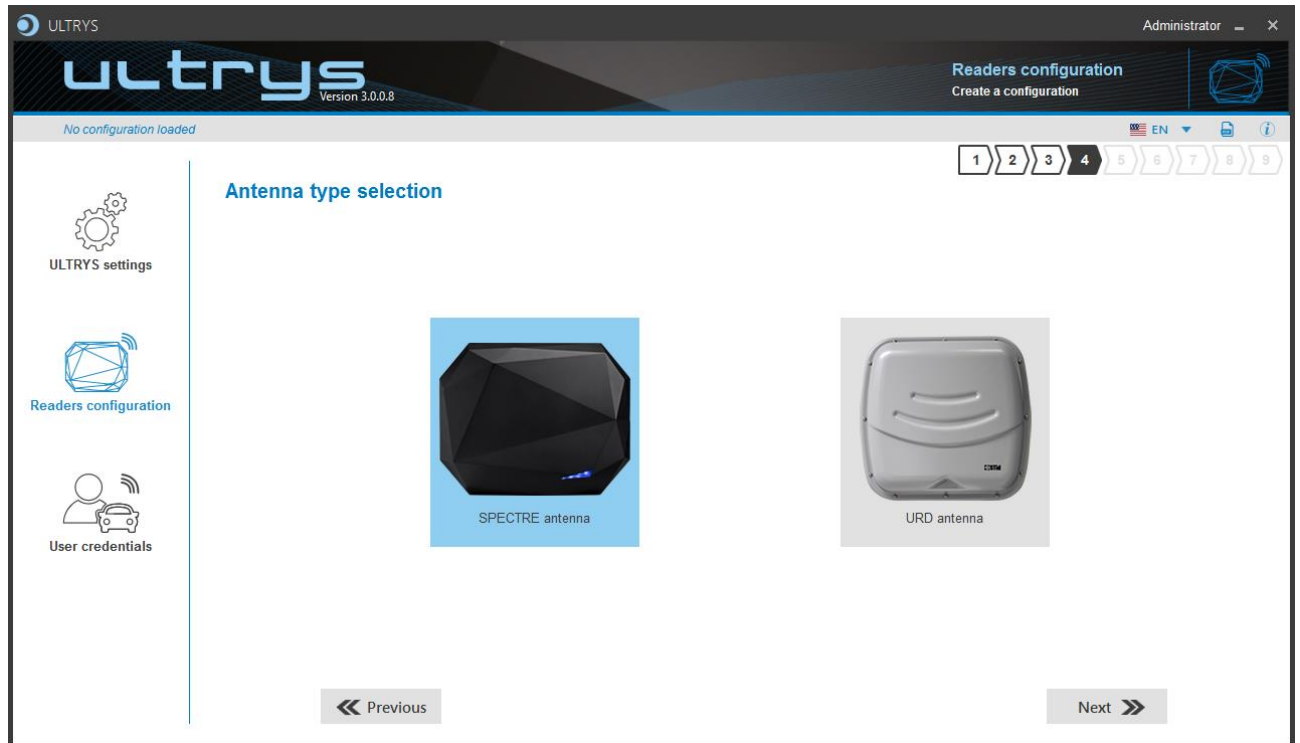 ULTRYS
Administrator
ultrys
Version 3.0.0.8
Readers configuration
Create a configuration
No configuration loaded
EN
1 2 3 4 5 6 7 8 9
Antenna type selection
ULTRYS settings
Readers configuration
User credentials
SPECTRE antenna
URD antenna
Previous
Next